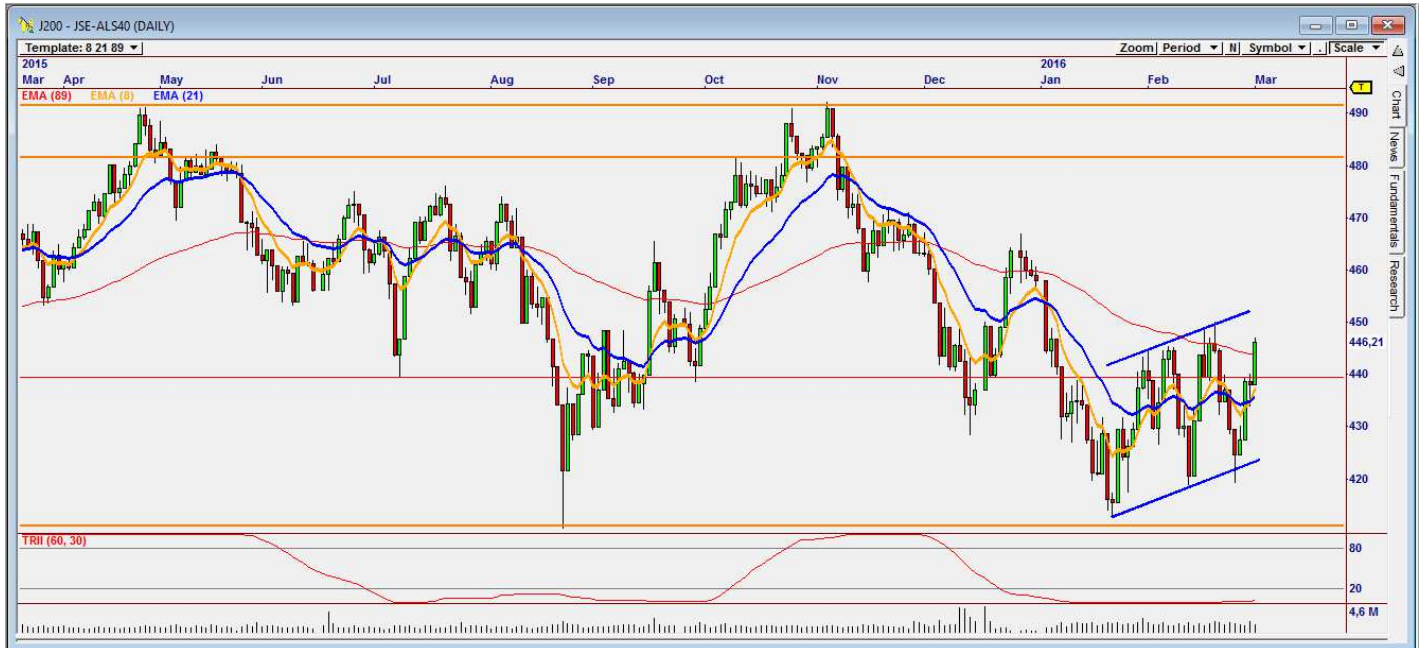 J200 - JSE-ALS40 (DAILY)
Template: 8 21 89 Zoom Period N Symbol . Scale
2015 2016
Mar Apr May Jun Jul Aug Sep Oct Nov Dec Jan Feb Mar
EMA (89) EMA (8) EMA (21)
T
490
480
470
460
450
446,21
440
430
420
TRII (60, 30)
80
20
4,6 M
Chart
News
Fundamentals
Research